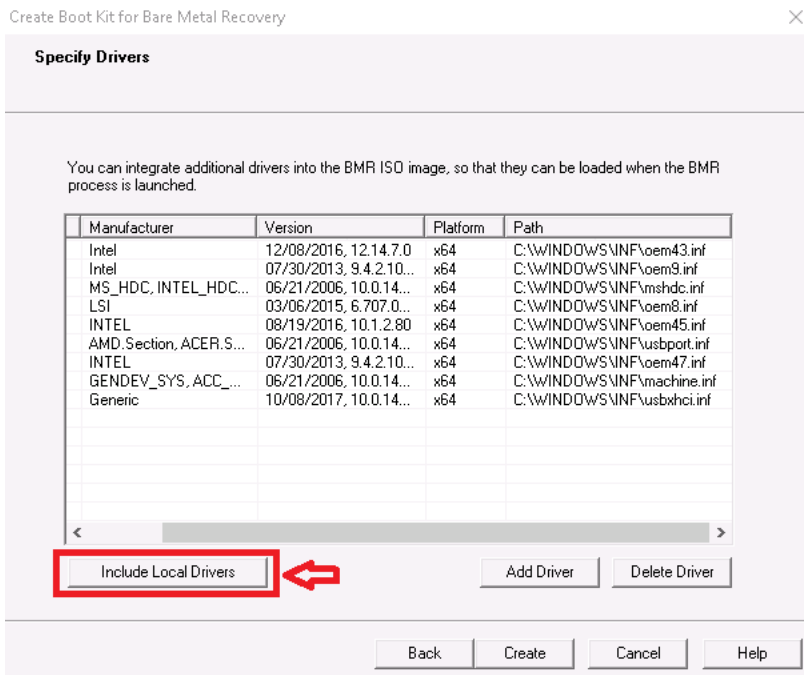 Create Boot Kit for Bare Metal Recovery
Specify Drivers
You can integrate additional drivers into the BMR ISO image, so that they can be loaded when the BMR
process is launched.
Manufacturer Version Platform Path
Intel 12/08/2016, 12.14.7.0 x64 C:\WINDOWS\INF\oem43.inf
Intel 07/30/2013, 9.4.2.10... x64 C:\WINDOWS\INF\oem9.inf
MS_HDC, INTEL_HDC... 06/21/2006, 10.0.14... x64 C:\WINDOWS\INF\mshdc.inf
LSI 03/06/2015, 6.707.0... x64 C:\WINDOWS\INF\oem8.inf
INTEL 08/19/2016, 10.1.2.80 x64 C:\WINDOWS\INF\oem45.inf
AMD.Section, ACER.S... 06/21/2006, 10.0.14... x64 C:\WINDOWS\INF\usbport.inf
INTEL 07/30/2013, 9.4.2.10... x64 C:\WINDOWS\INF\oem47.inf
GENDEV_SYS, ACC_... 06/21/2006, 10.0.14... x64 C:\WINDOWS\INF\machine.inf
Generic 10/08/2017, 10.0.14... x64 C:\WINDOWS\INF\usbxhci.inf
Include Local Drivers Add Driver Delete Driver
Back Create Cancel Help